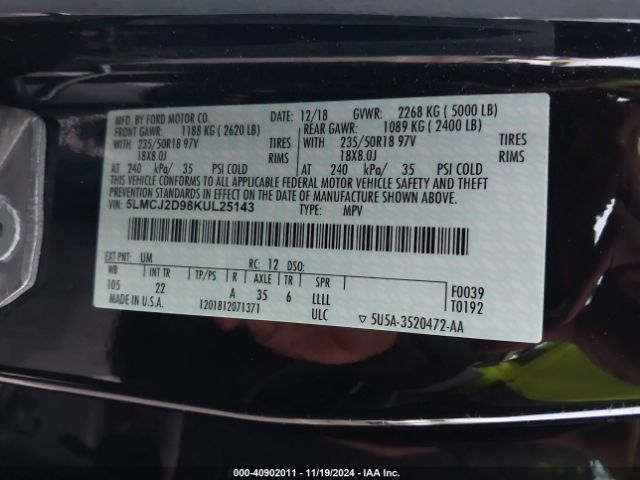 MFD. BY FORD MOTOR CO. 12/18 GVWR: 2268 KG ( 5000 LB)
FRONT GAWR: 1188 KG ( 2620 LB) REAR GAWR: 1089 KG ( 2400 LB)
WITH 235/50R18 97V TIRES WITH 235/50R18 97V TIRES
18X8.0J RIMS 18X8.0J RIMS
AT 240 kPa/ 35 PSI COLD AT 240 kPa/ 35 PSI COLD
THIS VEHICLE CONFORMS TO ALL APPLICABLE FEDERAL MOTOR VEHICLE SAFETY AND THEFT
PREVENTION STANDARDS IN EFFECT ON THE DATE OF MANUFACTURE SHOWN ABOVE.
VIN: 5LMCJ2D98KUL25143 TYPE: MPV
EXT PNT: UM RC: 12 DSO:
WB INT TR TP/PS R AXLE TR SPR F0039
105 22 A 35 6 LLLL T0192
MADE IN U.S.A. 1201812071371 ULC ▽ 5U5A-3520472-AA
000-40902011 - 11/19/2024 - IAA Inc.